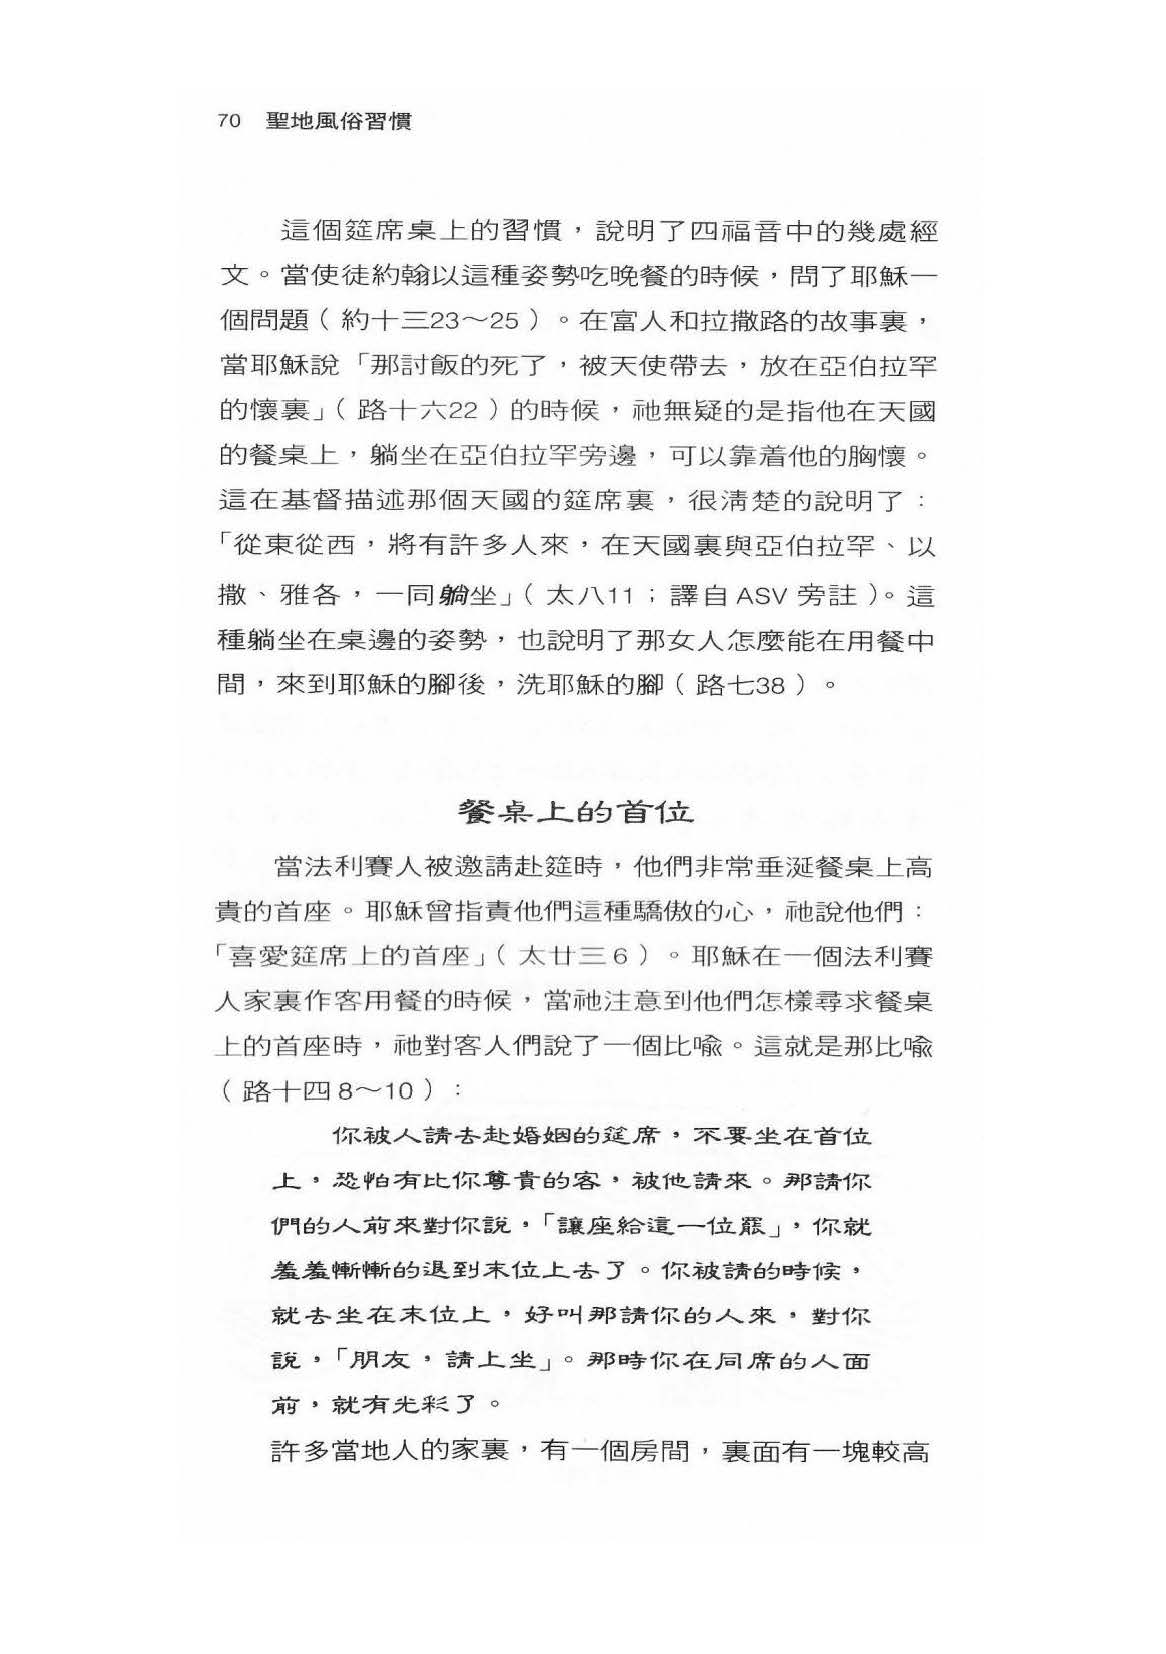 70 聖地風俗習慣
這個筵席桌上的習慣，說明了四福音中的幾處經
文。當使徒約翰以這種姿勢吃晚餐的時候，問了耶穌一
個問題（約十三23～25）。在富人和拉撒路的故事裏，
當耶穌說「那討飯的死了，被天使帶去，放在亞伯拉罕
的懷裏」（路十六22）的時候，祂無疑的是指他在天國
的餐桌上，躺坐在亞伯拉罕旁邊，可以靠着他的胸懷。
這在基督描述那個天國的筵席裏，很淸楚的說明了：
「從東從西，將有許多人來，在天國裏與亞伯拉罕、以
撒、雅各，一同躺坐」（太八11；譯自ASV旁註）。這
種躺坐在桌邊的姿勢，也說明了那女人怎麼能在用餐中
間，來到耶穌的腳後，洗耶穌的腳（路七38）。
餐桌上的首位
當法利賽人被邀請赴筵時，他們非常垂涎餐桌上高
貴的首座。耶穌曾指責他們這種驕傲的心，祂說他們：
「喜愛筵席上的首座」（太廿三6）。耶穌在一個法利賽
人家裏作客用餐的時候，當祂注意到他們怎樣尋求餐桌
上的首座時，祂對客人們說了一個比喩。這就是那比喩
（路十四8～10）：
你被人請去赴婚姻的筵席，不要坐在首位
上，恐怕有比你尊貴的客，被他請來。那請你
們的人前來對你說，「讓座給這一位罷」，你就
羞羞慚慚的退到末位上去了。你被請的時候，
就去坐在末位上，好叫那請你的人來，對你
說，「朋友，請上坐」。那時你在同席的人面
前，就有光彩了。
許多當地人的家裏，有一個房間，裏面有一塊較高